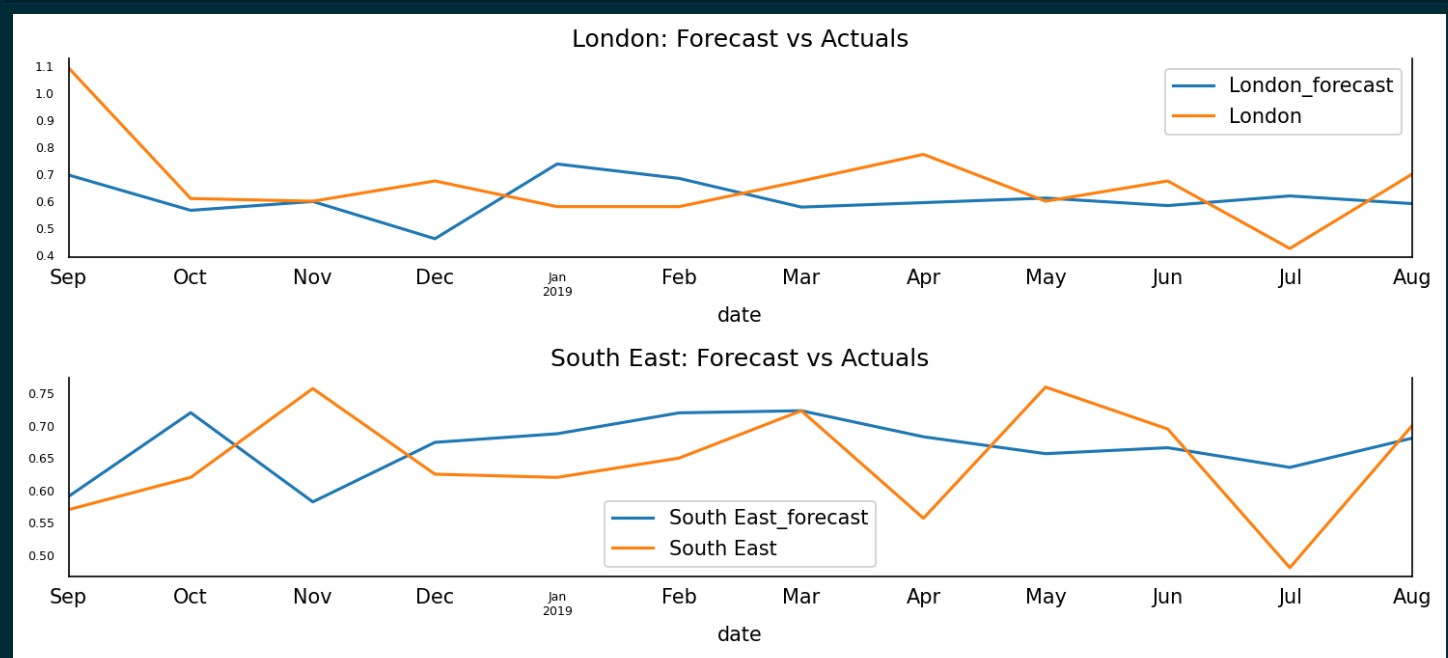 London: Forecast vs Actuals
1.1
1.0
0.9
0.8
0.7
0.6
0.5
0.4
London_forecast
London
Sep Oct Nov Dec Jan Feb Mar Apr May Jun Jul Aug
2019
date
South East: Forecast vs Actuals
0.75
0.70
0.65
0.60
0.55
0.50
South East_forecast
South East
Sep Oct Nov Dec Jan Feb Mar Apr May Jun Jul Aug
2019
date